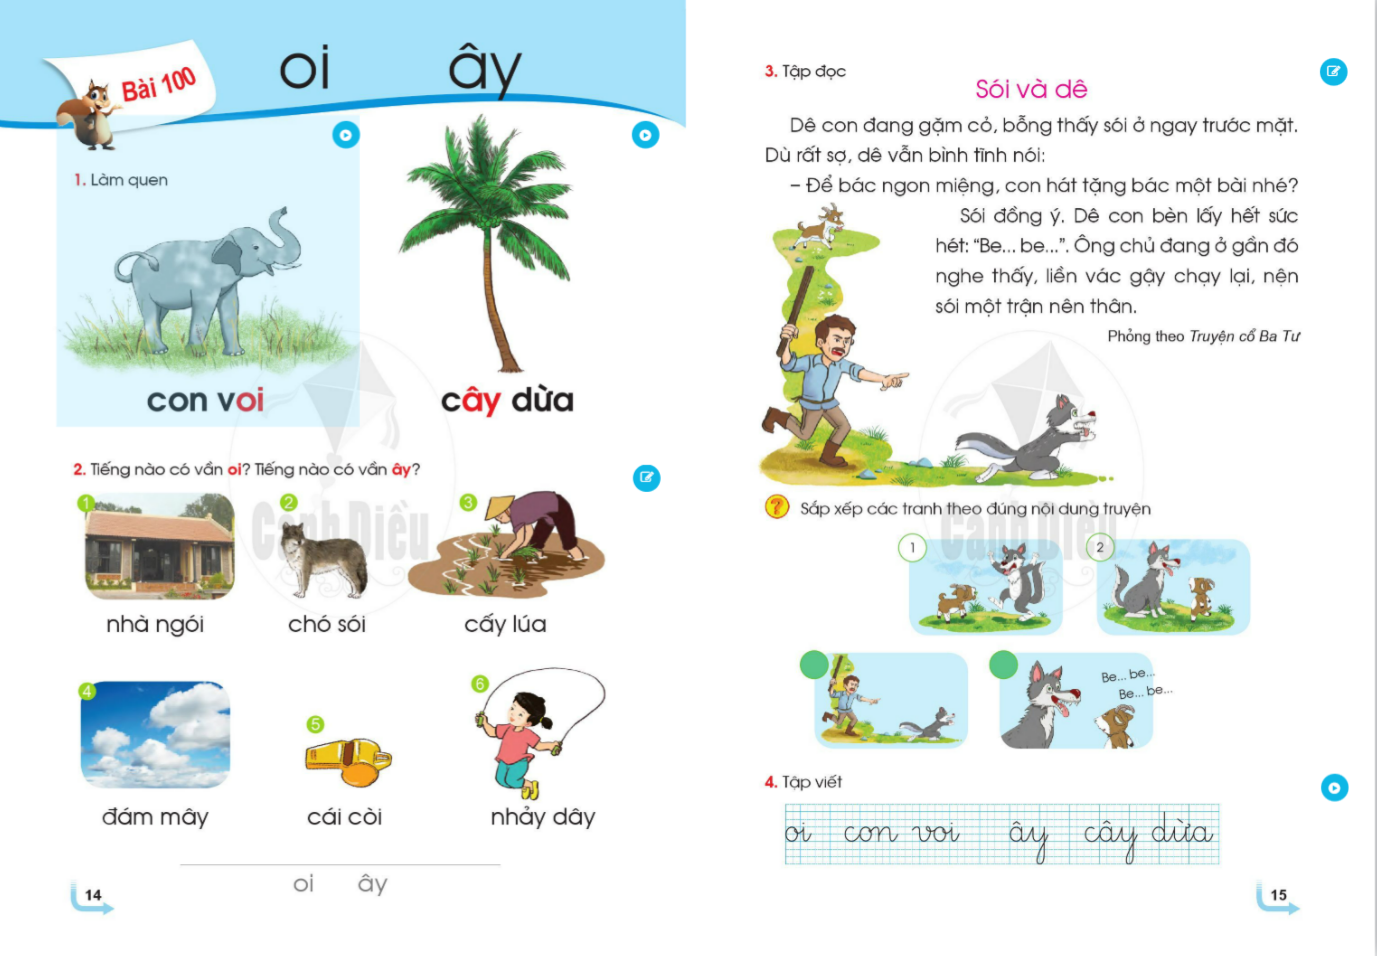 Bài 100
oi ây
1. Làm quen
con voi
cây dừa
2. Tiếng nào có vần oi? Tiếng nào có vần ây?
1
2
3
nhà ngói
chó sói
cấy lúa
4
5
6
đám mây
cái còi
nhảy dây
oi ây
14
Cánh Diều
3. Tập đọc
Sói và dê
Dê con đang gặm cỏ, bỗng thấy sói ở ngay trước mặt.
Dù rất sợ, dê vẫn bình tĩnh nói:
– Để bác ngon miệng, con hát tặng bác một bài nhé?
Sói đồng ý. Dê con bèn lấy hết sức
hét: “Be... be...”. Ông chủ đang ở gần đó
nghe thấy, liền vác gậy chạy lại, nện
sói một trận nên thân.
Phỏng theo Truyện cổ Ba Tư
? Sắp xếp các tranh theo đúng nội dung truyện
Cánh Diều
1
2
Be... be...
Be... be...
4. Tập viết
oi con voi ây cây dừa
15